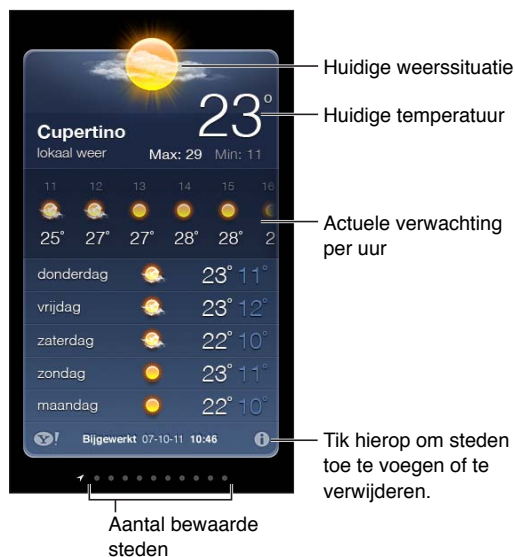 Huidige weerssituatie
23°
Huidige temperatuur
Cupertino
lokaal weer
Max: 29 Min: 11
11 12 13 14 15 16
25° 27° 27° 28° 28° 2
Actuele verwachting
per uur
donderdag 23° 11°
vrijdag 23° 12°
zaterdag 22° 10°
zondag 23° 11°
maandag 22° 10°
Y! Bijgewerkt 07-10-11 10:46 i
Tik hierop om steden
toe te voegen of te
verwijderen.
Aantal bewaarde
steden